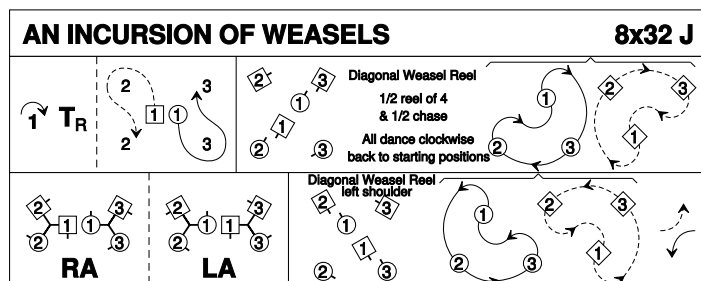 AN INCURSION OF WEASELS 8x32 J
2 3
1 TR 1 1
2 3
2 3
1
1
2 3
Diagonal Weasel Reel
1/2 reel of 4
& 1/2 chase
All dance clockwise
back to starting positions
1
2 3
2 3
1
2 3
1 1
2 3
RA
2 3
1 1
2 3
LA
Diagonal Weasel Reel
left shoulder
2 3
1
1
2 3
1
2 3
2 3
1